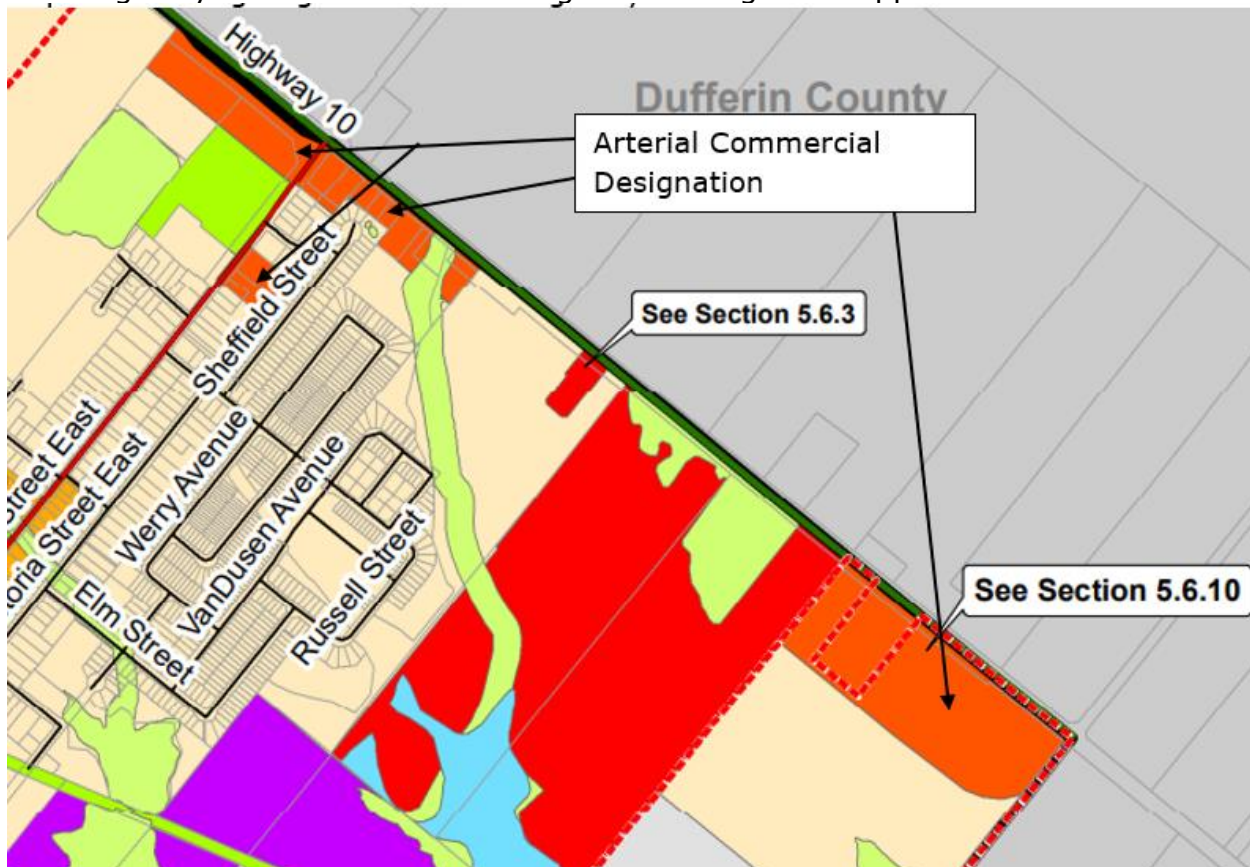 Highway 10
Dufferin County
Arterial Commercial
Designation
See Section 5.6.3
Sheffield Street
See Section 5.6.10
Street East
Street East
Werry Avenue
VanDusen Avenue
Russell Street
Elm Street